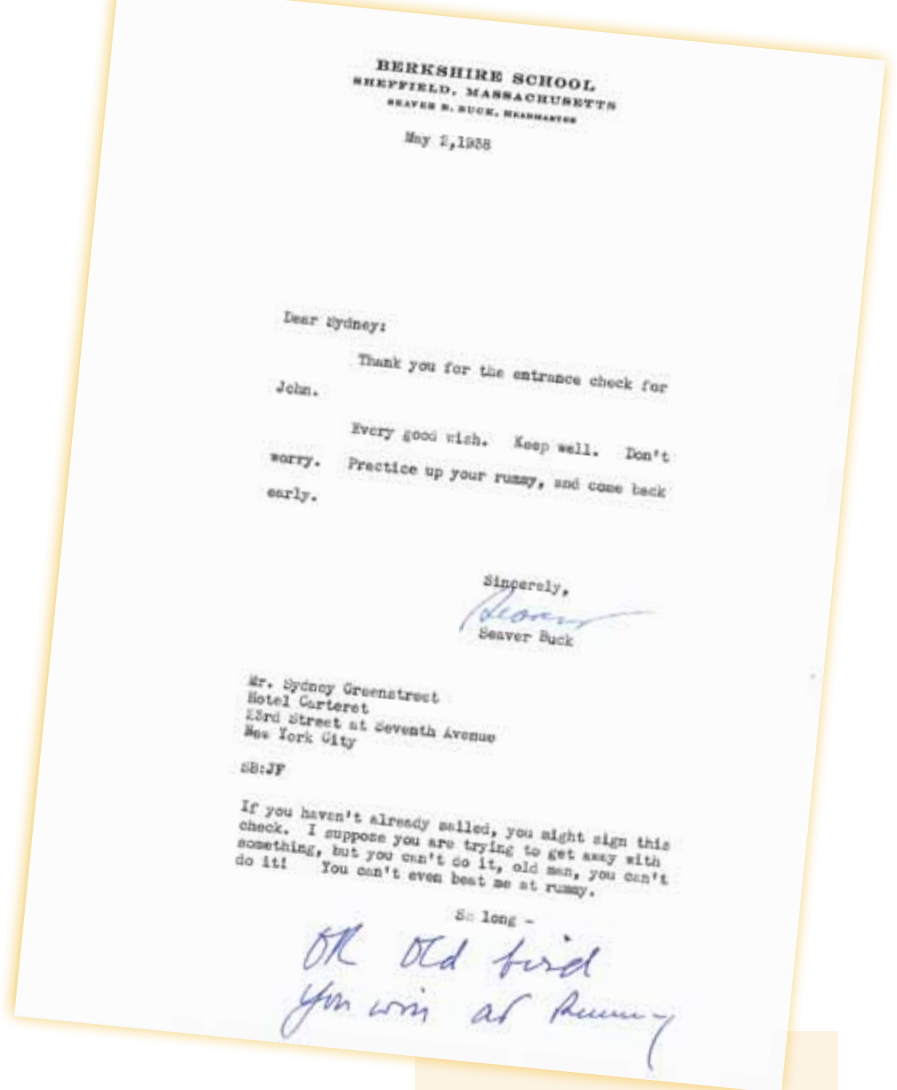 BERKSHIRE SCHOOL
SHEFFIELD, MASSACHUSETTS
SEAVER B. BUCK, HEADMASTER
May 2,1938
Dear Sydney:
Thank you for the entrance check for
John.
Every good wish. Keep well. Don't
worry. Practice up your rummy, and come back
early.
Sincerely,
Seaver
Seaver Buck
Mr. Sydney Greenstreet
Hotel Carteret
23rd Street at Seventh Avenue
New York City
SB:JF
If you haven't already sailed, you might sign this
check. I suppose you are trying to get away with
something, but you can't do it, old man, you can't
do it! You can't even beat me at rummy.
So long -
OK Old bird
You win at Rummy